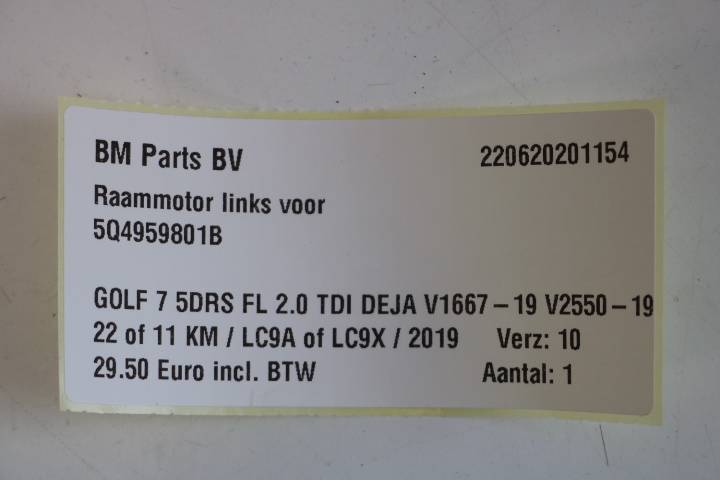 BM Parts BV 220620201154
Raammotor links voor
5Q4959801B
GOLF 7 5DRS FL 2.0 TDI DEJA V1667-19 V2550-19
22 of 11 KM / LC9A of LC9X / 2019 Verz: 10
29.50 Euro incl. BTW Aantal: 1